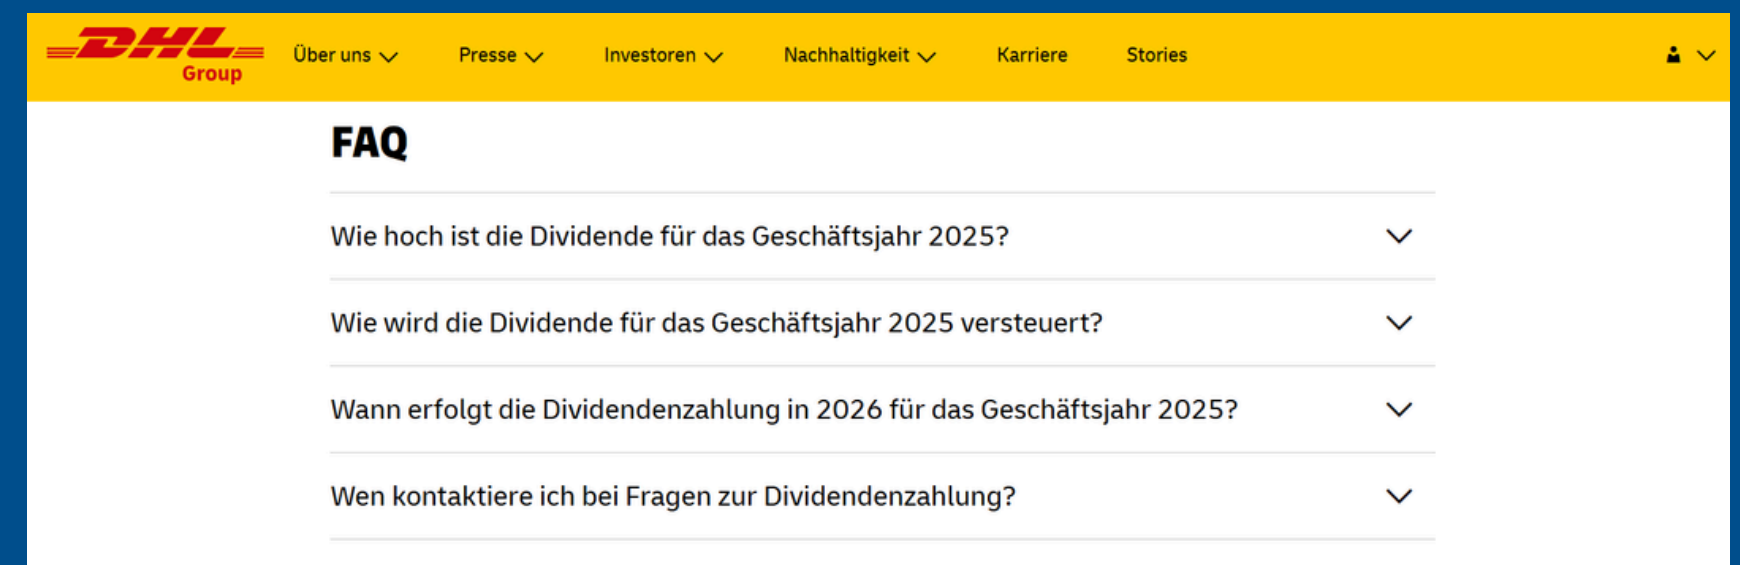 DHL Group
Über uns Presse Investoren Nachhaltigkeit Karriere Stories
FAQ
Wie hoch ist die Dividende für das Geschäftsjahr 2025?
Wie wird die Dividende für das Geschäftsjahr 2025 versteuert?
Wann erfolgt die Dividendenzahlung in 2026 für das Geschäftsjahr 2025?
Wen kontaktiere ich bei Fragen zur Dividendenzahlung?